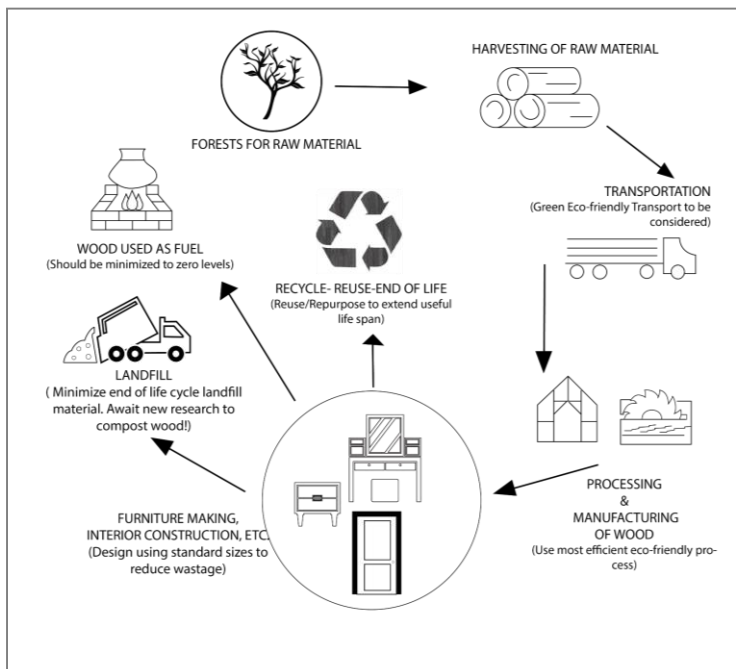 HARVESTING OF RAW MATERIAL
FORESTS FOR RAW MATERIAL
TRANSPORTATION
(Green Eco-friendly Transport to be
considered)
WOOD USED AS FUEL
(Should be minimized to zero levels)
RECYCLE- REUSE-END OF LIFE
(Reuse/Repurpose to extend useful
life span)
LANDFILL
( Minimize end of life cycle landfill
material. Await new research to
compost wood!)
PROCESSING
&
MANUFACTURING
OF WOOD
(Use most efficient eco-friendly pro-
cess)
FURNITURE MAKING,
INTERIOR CONSTRUCTION, ETC.
(Design using standard sizes to
reduce wastage)